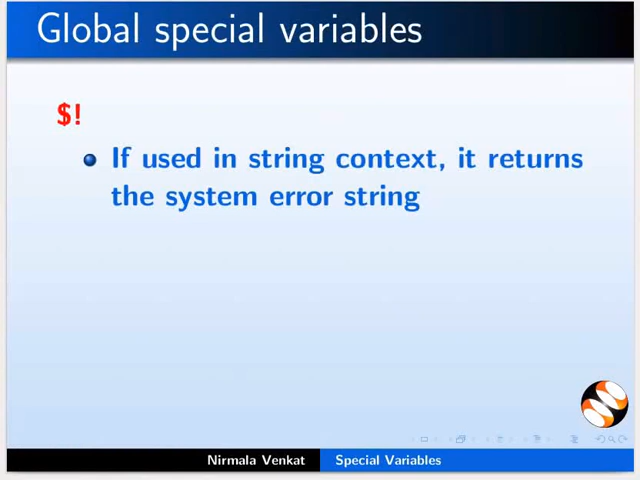 Global special variables
$!
If used in string context, it returns
the system error string
Nirmala Venkat
Special Variables